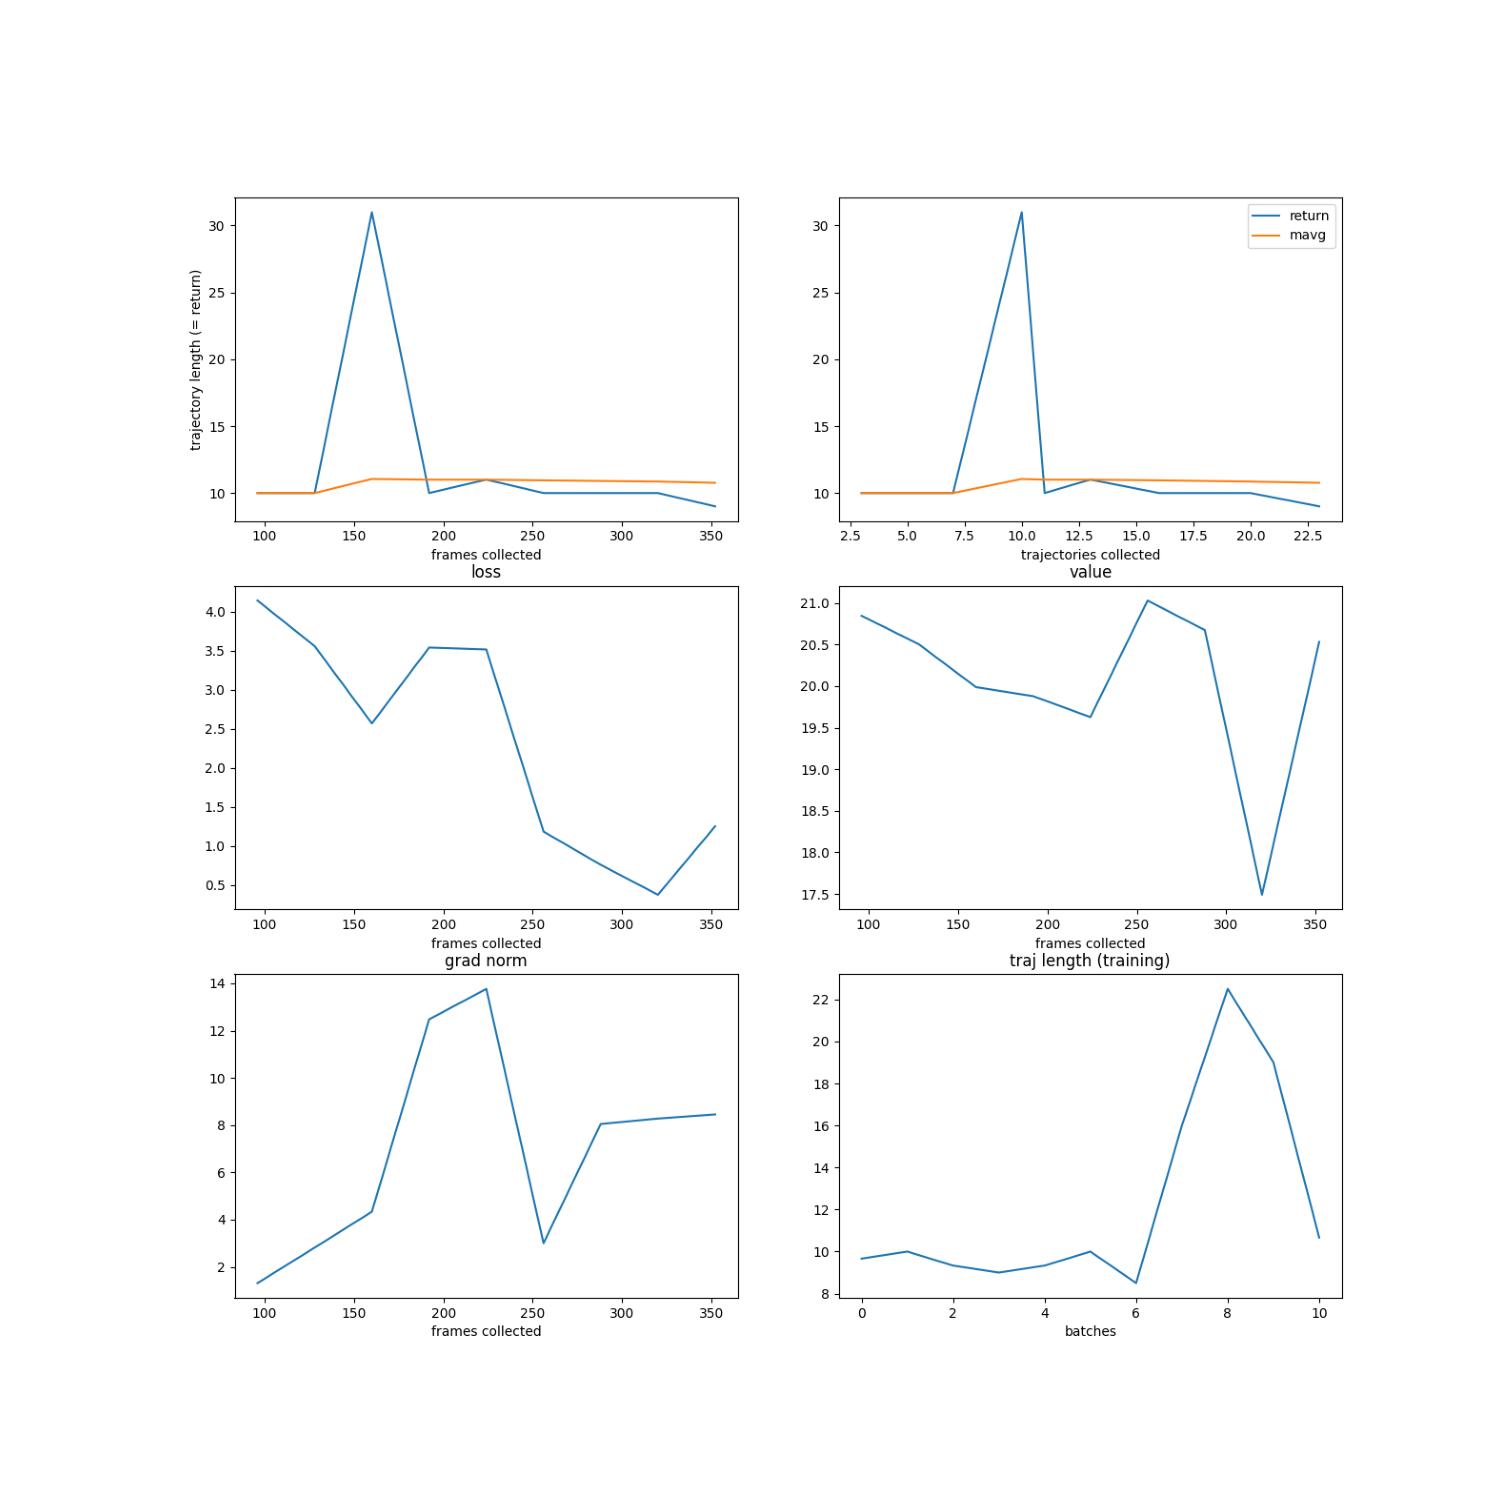 30
25
20
15
10
trajectory length (= return)
100 150 200 250 300 350
frames collected
return
mavg
30
25
20
15
10
2.5 5.0 7.5 10.0 12.5 15.0 17.5 20.0 22.5
trajectories collected
loss
4.0
3.5
3.0
2.5
2.0
1.5
1.0
0.5
100 150 200 250 300 350
frames collected
value
21.0
20.5
20.0
19.5
19.0
18.5
18.0
17.5
100 150 200 250 300 350
frames collected
grad norm
14
12
10
8
6
4
2
100 150 200 250 300 350
frames collected
traj length (training)
22
20
18
16
14
12
10
8
0 2 4 6 8 10
batches